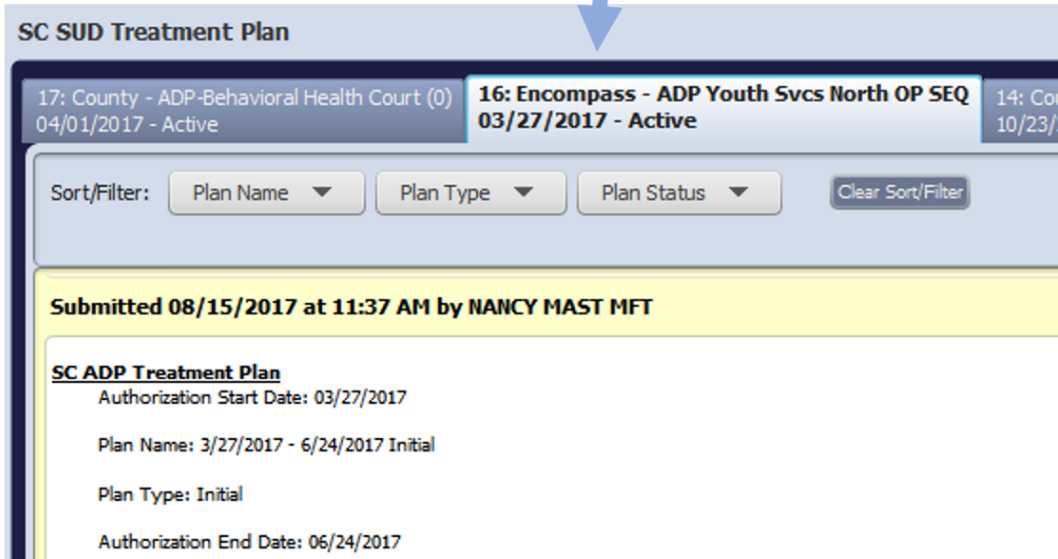 SC SUD Treatment Plan
17: County - ADP-Behavioral Health Court (0)
04/01/2017 - Active
16: Encompass - ADP Youth Svcs North OP SEQ
03/27/2017 - Active
14: Co
10/23/
Sort/Filter:
Plan Name
Plan Type
Plan Status
Clear Sort/Filter
Submitted 08/15/2017 at 11:37 AM by NANCY MAST MFT
SC ADP Treatment Plan
Authorization Start Date: 03/27/2017
Plan Name: 3/27/2017 - 6/24/2017 Initial
Plan Type: Initial
Authorization End Date: 06/24/2017